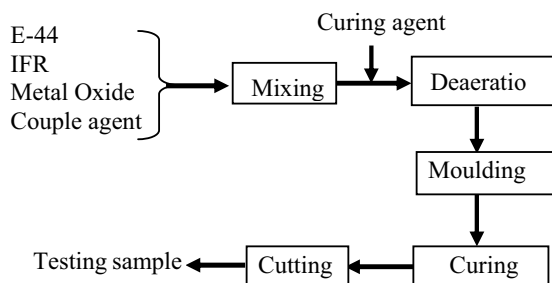 E-44
IFR
Metal Oxide
Couple agent
Mixing
Curing agent
Deaeratio
Moulding
Curing
Cutting
Testing sample